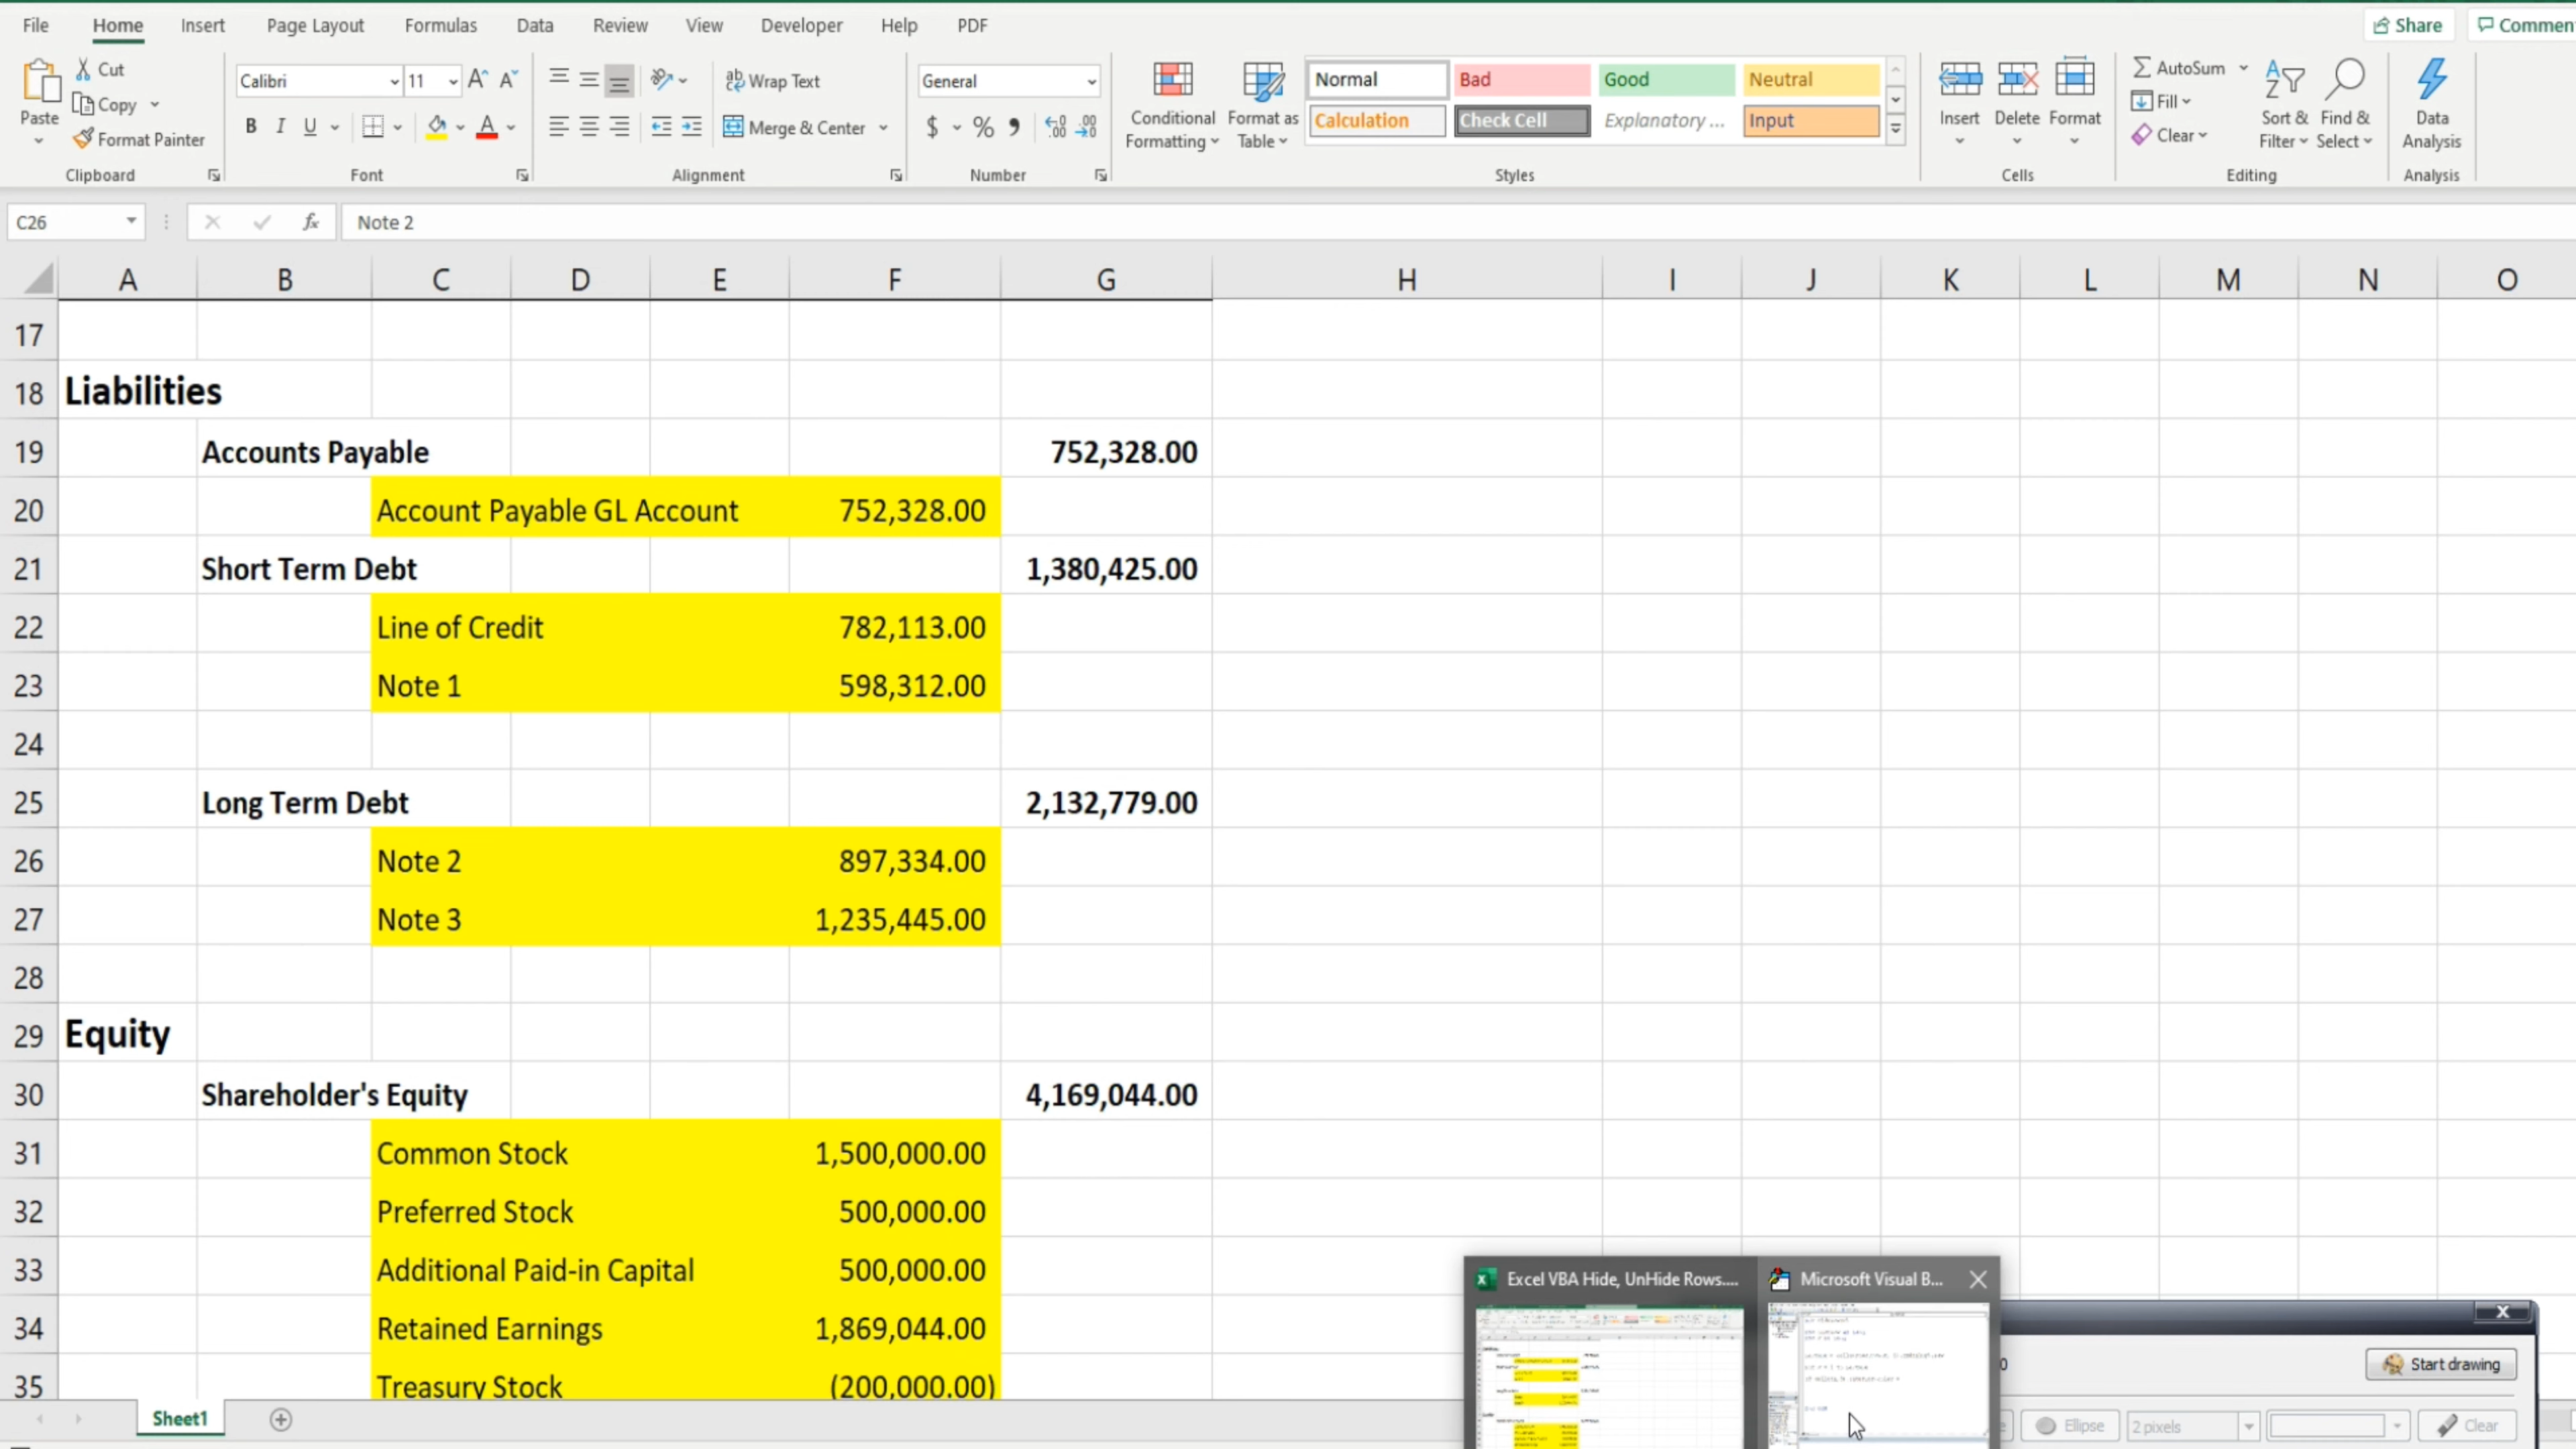 File Home Insert Page Layout Formulas Data Review View Developer Help PDF Share
Paste Cut Copy Format Painter Clipboard
Calibri 11 B I U Font
Wrap Text Merge & Center Alignment
General $ % Number
Conditional Formatting Format as Table
Normal Bad Good Neutral
Calculation Check Cell Explanatory ... Input
Styles
Insert Delete Format Cells
AutoSum Fill Clear Sort & Filter Find & Select Editing
Data Analysis Analysis
C26 fx Note 2
A B C D E F G H I J K L M N O
17
18 Liabilities
19 Accounts Payable 752,328.00
20 Account Payable GL Account 752,328.00
21 Short Term Debt 1,380,425.00
22 Line of Credit 782,113.00
23 Note 1 598,312.00
24
25 Long Term Debt 2,132,779.00
26 Note 2 897,334.00
27 Note 3 1,235,445.00
28
29 Equity
30 Shareholder's Equity 4,169,044.00
31 Common Stock 1,500,000.00
32 Preferred Stock 500,000.00
33 Additional Paid-in Capital 500,000.00
34 Retained Earnings 1,869,044.00
35 Treasury Stock (200,000.00)
Excel VBA Hide, UnHide Rows.... Microsoft Visual B...
Start drawing
Sheet1
Ellipse 2 pixels Clear